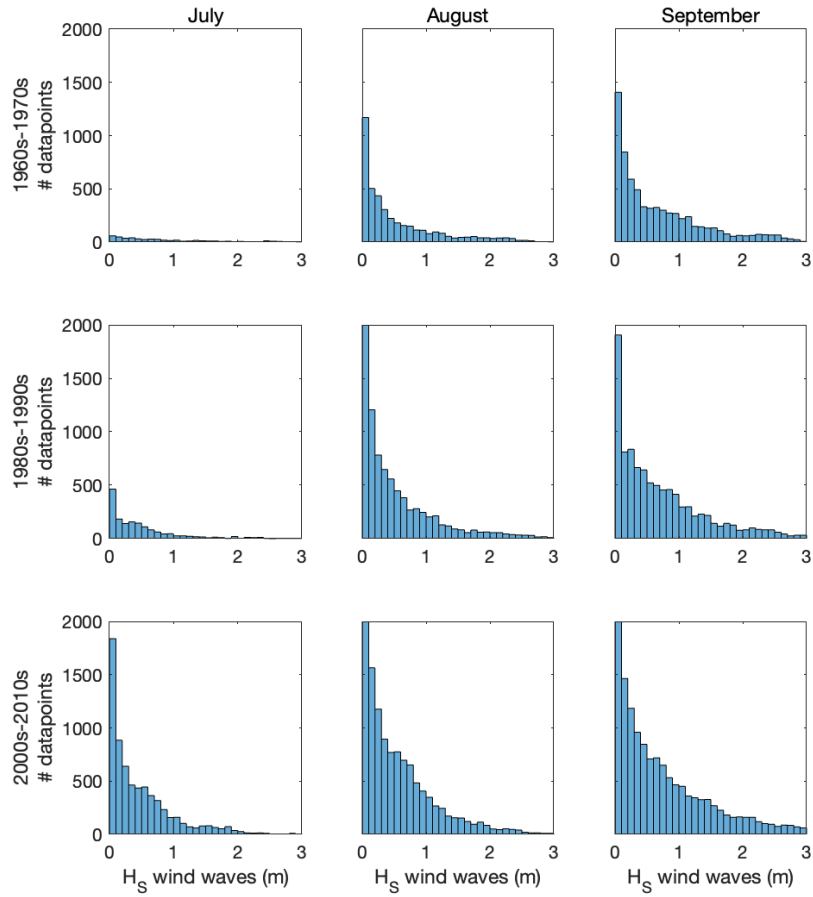 July August September
1960s-1970s
# datapoints
2000
1500
1000
500
0
0 1 2 3 0 1 2 3 0 1 2 3
1980s-1990s
# datapoints
2000
1500
1000
500
0
0 1 2 3 0 1 2 3 0 1 2 3
2000s-2010s
# datapoints
2000
1500
1000
500
0
0 1 2 3 0 1 2 3 0 1 2 3
H_S wind waves (m) H_S wind waves (m) H_S wind waves (m)